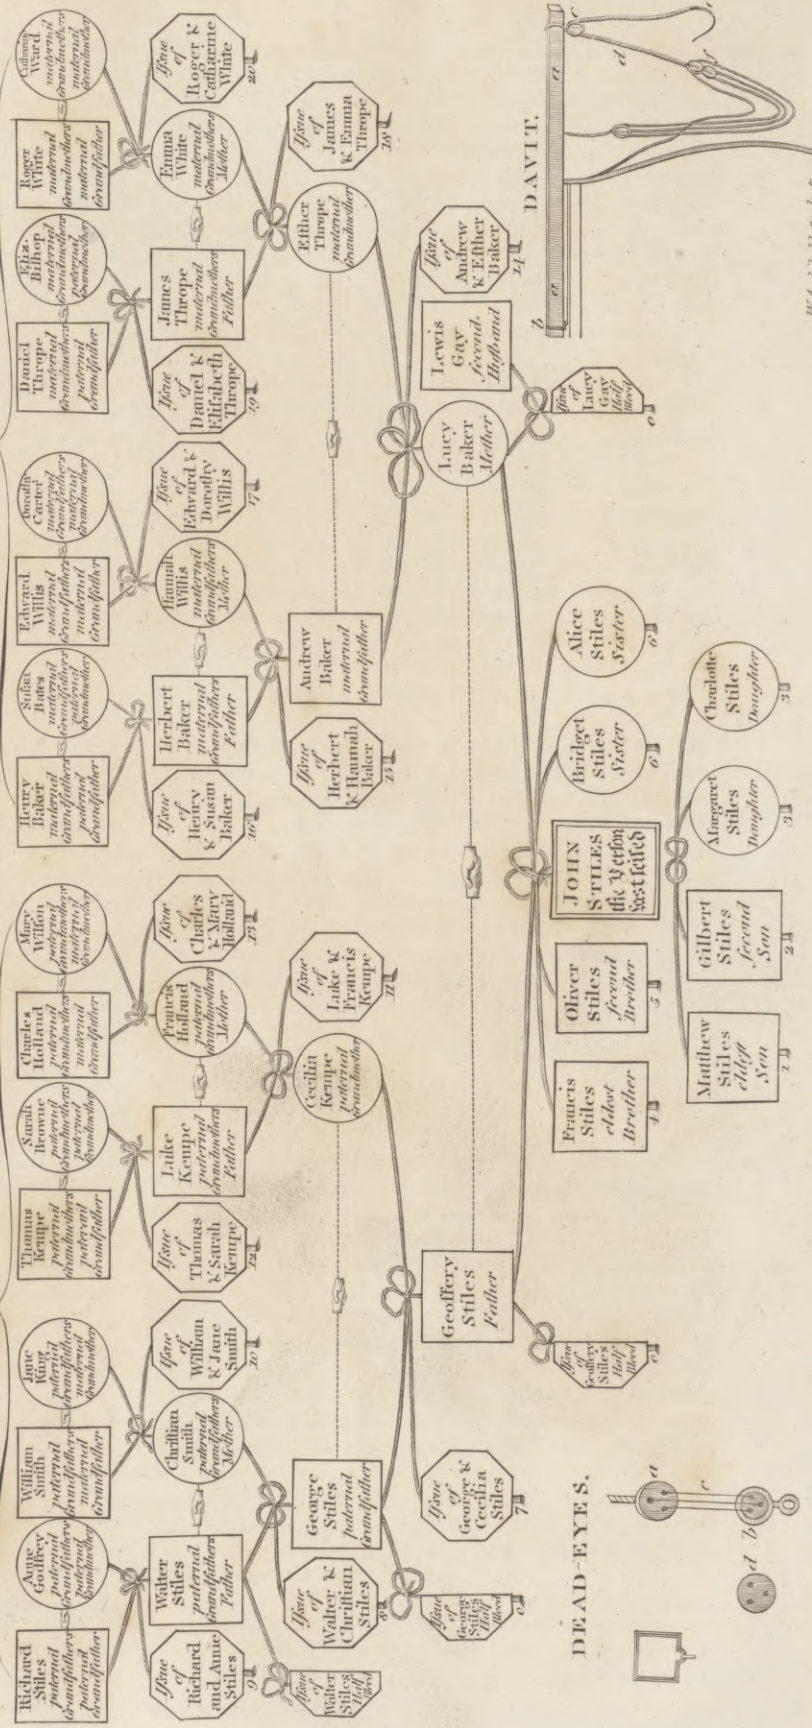 Richard
Stiles
paternal
Grandfathers
paternal
Grandfather
Anne
Godfrey
paternal
Grandfathers
paternal
Grandmother
William
Smith
paternal
Grandfathers
maternal
Grandfather
Jane
King
paternal
Grandfathers
maternal
Grandmother
Thomas
Kempe
paternal
Grandmothers
paternal
Grandfather
Sarah
Browne
paternal
Grandmothers
paternal
Grandmother
Charles
Holland
paternal
Grandmothers
maternal
Grandfather
Mary
Wilſon
paternal
Grandmothers
maternal
Grandmother
Henry
Baker
maternal
Grandfathers
paternal
Grandfather
Suſan
Bates
maternal
Grandfathers
paternal
Grandmother
Edward
Willis
maternal
Grandfathers
maternal
Grandfather
Dorothy
Carter
maternal
Grandfathers
maternal
Grandmother
Daniel
Thrope
maternal
Grandmothers
paternal
Grandfather
Eliz.
Biſhop
maternal
Grandmothers
paternal
Grandmother
Roger
White
maternal
Grandmothers
maternal
Grandfather
Catharine
Ward
maternal
Grandmothers
maternal
Grandmother
Iſsue
of
Richard
and Anne
Stiles
9
Walter
Stiles
paternal
Grandfathers
Father
Chriſtian
Smith
paternal
Grandfathers
Mother
Iſsue
of
William
& Jane
Smith
10
Iſsue
of
Thomas
& Sarah
Kempe
12
Luke
Kempe
paternal
Grandmothers
Father
Francis
Holland
paternal
Grandmothers
Mother
Iſsue
of
Charles
& Mary
Holland
13
Iſsue
of
Henry
& Susan
Baker
16
Herbert
Baker
maternal
Grandfathers
Father
Hannah
Willis
maternal
Grandfathers
Mother
Iſsue
of
Edward &
Dorothy
Willis
17
Iſsue
of
Daniel &
Eliſabeth
Thrope
19
James
Thrope
maternal
Grandmothers
Father
Emma
White
maternal
Grandmothers
Mother
Iſsue
of
Roger &
Catharine
White
20
Iſsue
of
Walter
Stiles
Half
Blood
Iſsue
of
Walter &
Chriſtian
Stiles
8
George
Stiles
paternal
Grandfather
Cecilia
Kempe
paternal
Grandmother
Iſsue
of
Luke &
Francis
Kempe
11
Iſsue
of
Herbert
& Hannah
Baker
15
Andrew
Baker
maternal
Grandfather
Eſther
Thrope
maternal
Grandmother
Iſsue
of
James
& Emma
Thrope
18
Iſsue
of
George
Stiles
Half
Blood
0
Iſsue
of
George &
Cecilia
Stiles
7
Geoffery
Stiles
Father
Lucy
Baker
Mother
Lewis
Gay
ſecond
Huſband
Iſsue
of
Andrew
& Eſther
Baker
14
Iſsue
of
Geoffery
Stiles
Half
Blood
0
Francis
Stiles
eldest
Brother
4
Oliver
Stiles
ſecond
Brother
5
JOHN
STILES
the Perſon
laſt ſeiſed
Bridget
Stiles
Sister
6
Alice
Stiles
Sister
6
Iſsue
of
Lucy
Gay
Half
Blood
0
Matthew
Stiles
eldeſt
Son
1
Gilbert
Stiles
ſecond
Son
2
Margaret
Stiles
Daughter
3
Charlotte
Stiles
Daughter
3
DEAD-EYES.
a
c
b
d
DAVIT.
b
a
a
c
d
f